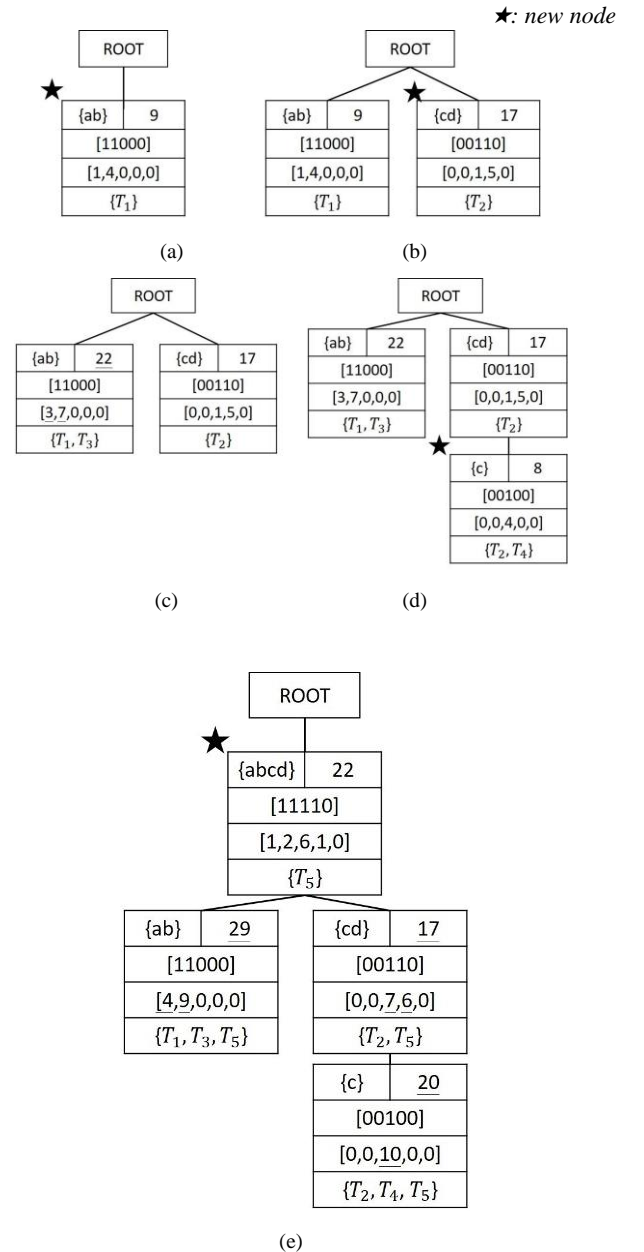 ★: new node
ROOT
{ab} 9
[11000]
[1,4,0,0,0]
{T₁}
(a)
ROOT
{ab} 9
[11000]
[1,4,0,0,0]
{T₁}
{cd} 17
[00110]
[0,0,1,5,0]
{T₂}
(b)
ROOT
{ab} 22
[11000]
[3,7,0,0,0]
{T₁, T₃}
{cd} 17
[00110]
[0,0,1,5,0]
{T₂}
(c)
ROOT
{ab} 22
[11000]
[3,7,0,0,0]
{T₁, T₃}
{cd} 17
[00110]
[0,0,1,5,0]
{T₂}
{c} 8
[00100]
[0,0,4,0,0]
{T₂, T₄}
(d)
ROOT
{abcd} 22
[11110]
[1,2,6,1,0]
{T₅}
{ab} 29
[11000]
[4,9,0,0,0]
{T₁, T₃, T₅}
{cd} 17
[00110]
[0,0,7,6,0]
{T₂, T₅}
{c} 20
[00100]
[0,0,10,0,0]
{T₂, T₄, T₅}
(e)